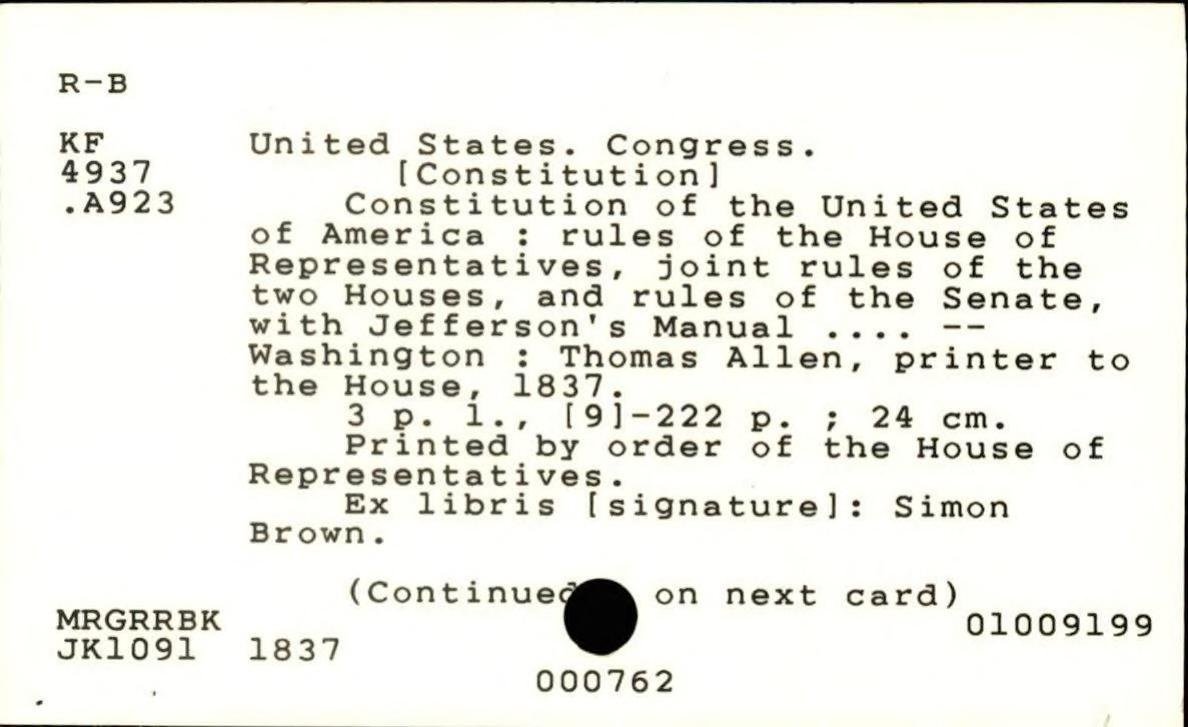 R-B
KF United States. Congress.
4937 [Constitution]
.A923 Constitution of the United States
of America : rules of the House of
Representatives, joint rules of the
two Houses, and rules of the Senate,
with Jefferson's Manual .... --
Washington : Thomas Allen, printer to
the House, 1837.
3 p. l., [9]-222 p. ; 24 cm.
Printed by order of the House of
Representatives.
Ex libris [signature]: Simon
Brown.
(Continued on next card)
MRGRRBK 01009199
JK1091 1837
000762